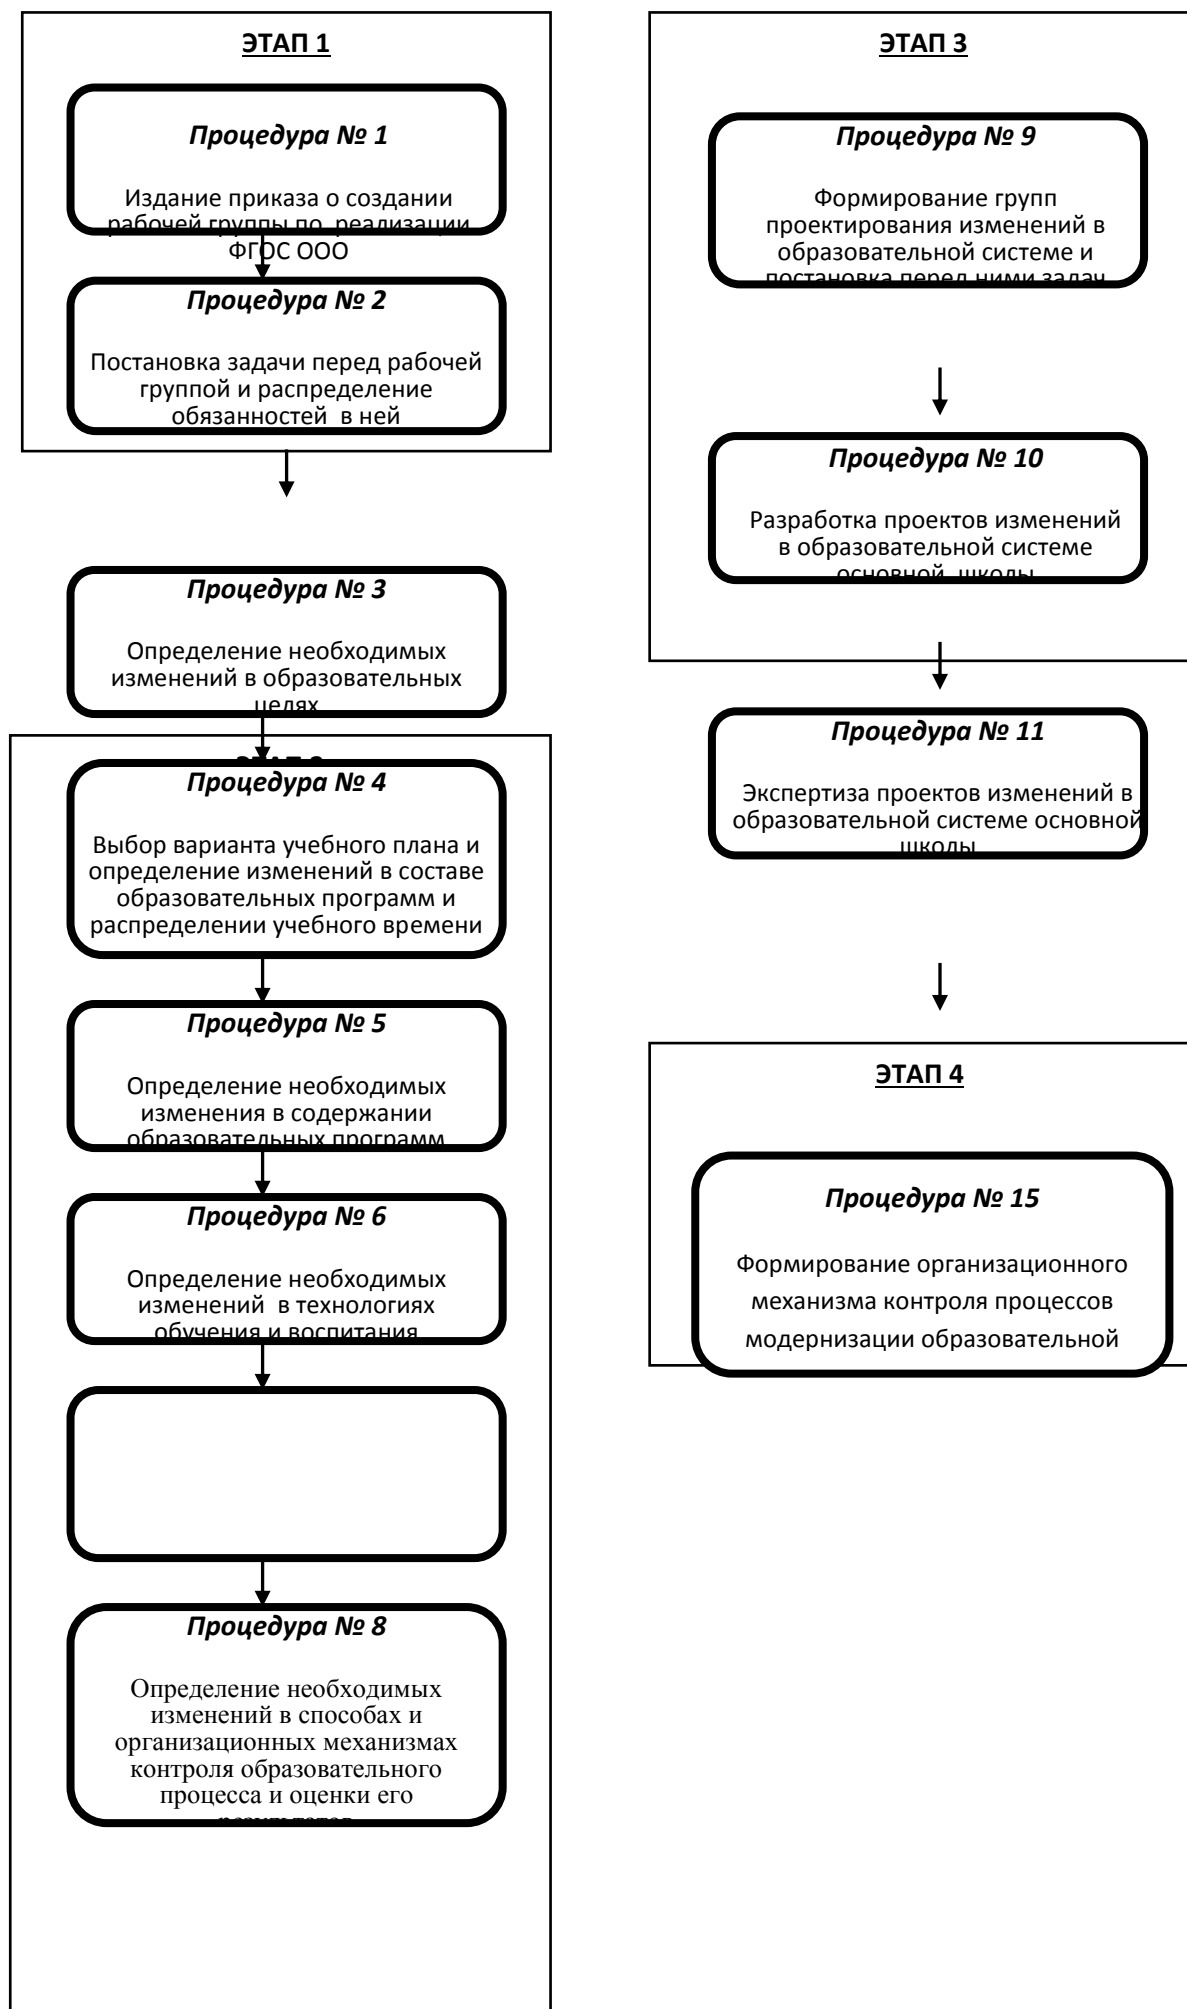 ЭТАП 1
Процедура № 1
Издание приказа о создании
рабочей группы по реализации
ФГОС ООО
Процедура № 2
Постановка задачи перед рабочей
группой и распределение
обязанностей в ней
Процедура № 3
Определение необходимых
изменений в образовательных
целях
Процедура № 4
Выбор варианта учебного плана и
определение изменений в составе
образовательных программ и
распределении учебного времени
Процедура № 5
Определение необходимых
изменения в содержании
образовательных программ
Процедура № 6
Определение необходимых
изменений в технологиях
обучения и воспитания
Процедура № 8
Определение необходимых
изменений в способах и
организационных механизмах
контроля образовательного
процесса и оценки его
результатов
ЭТАП 3
Процедура № 9
Формирование групп
проектирования изменений в
образовательной системе и
постановка перед ними задач
Процедура № 10
Разработка проектов изменений
в образовательной системе
основной школы
Процедура № 11
Экспертиза проектов изменений в
образовательной системе основной
школы
ЭТАП 4
Процедура № 15
Формирование организационного
механизма контроля процессов
модернизации образовательной